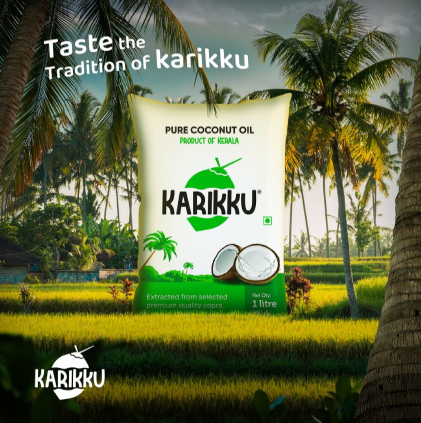 Taste the
Tradition of karikku
PURE COCONUT OIL
PRODUCT OF KERALA
KARIKKU®
Extracted from selected
premium quality copra
Net Qty.
1 litre
KARIKKU